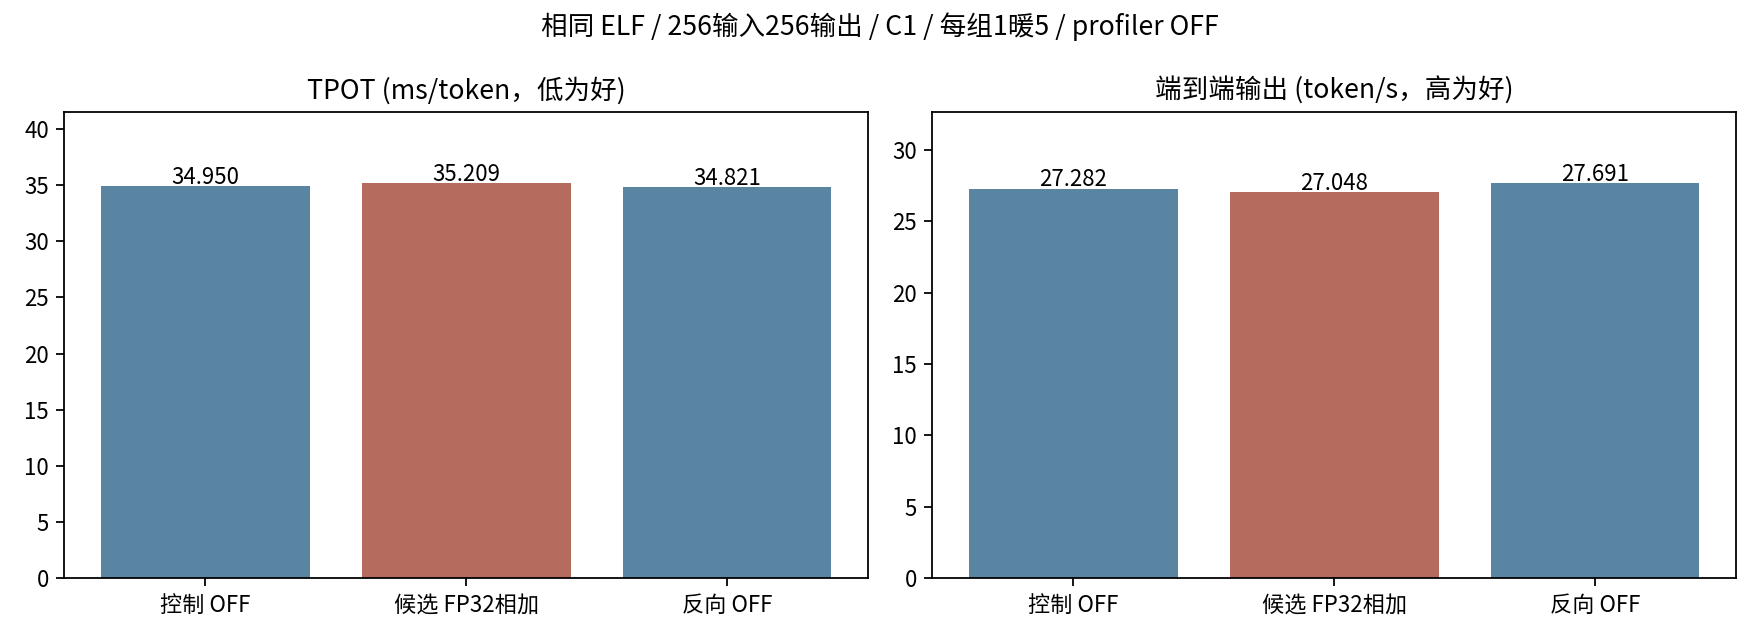 相同 ELF / 256输入256输出 / C1 / 每组1暖5 / profiler OFF
TPOT (ms/token，低为好)
40
35
30
25
20
15
10
5
0
34.950
35.209
34.821
控制 OFF
候选 FP32相加
反向 OFF
端到端输出 (token/s，高为好)
30
25
20
15
10
5
0
27.282
27.048
27.691
控制 OFF
候选 FP32相加
反向 OFF